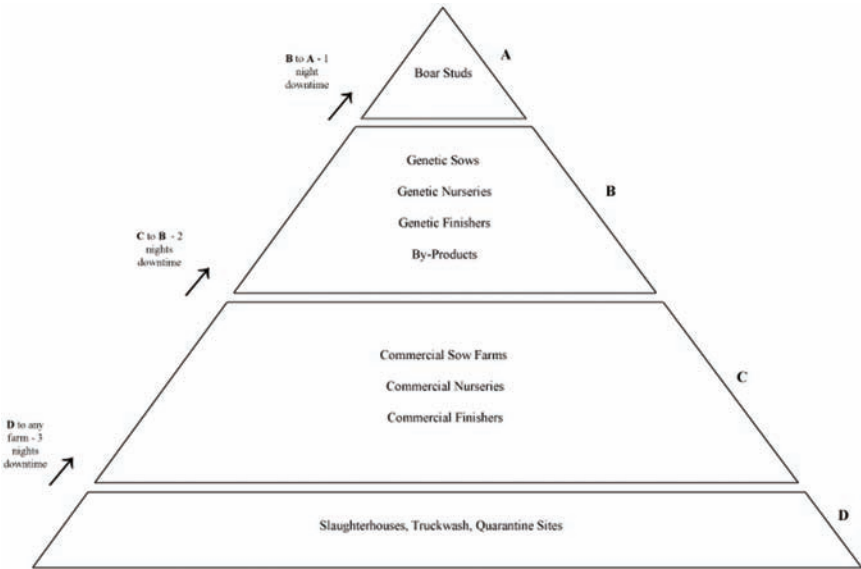 A
B to A - 1
night
downtime
Boar Studs
Genetic Sows
B
Genetic Nurseries
Genetic Finishers
C to B - 2
nights
downtime
By-Products
Commercial Sow Farms
C
Commercial Nurseries
Commercial Finishers
D to any
farm - 3
nights
downtime
D
Slaughterhouses, Truckwash, Quarantine Sites